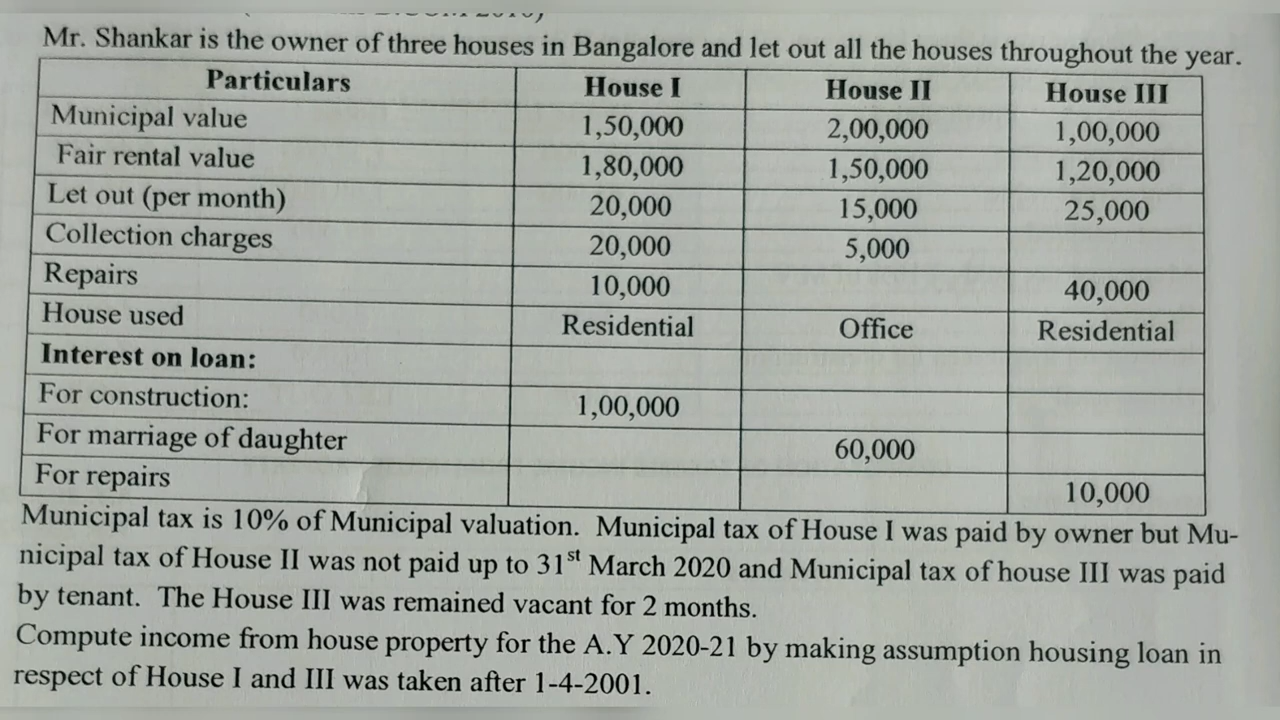 Mr. Shankar is the owner of three houses in Bangalore and let out all the houses throughout the year.
Particulars House I House II House III
Municipal value 1,50,000 2,00,000 1,00,000
Fair rental value 1,80,000 1,50,000 1,20,000
Let out (per month) 20,000 15,000 25,000
Collection charges 20,000 5,000
Repairs 10,000 40,000
House used Residential Office Residential
Interest on loan:
For construction: 1,00,000
For marriage of daughter 60,000
For repairs 10,000
Municipal tax is 10% of Municipal valuation. Municipal tax of House I was paid by owner but Mu-
nicipal tax of House II was not paid up to 31st March 2020 and Municipal tax of house III was paid
by tenant. The House III was remained vacant for 2 months.
Compute income from house property for the A.Y 2020-21 by making assumption housing loan in
respect of House I and III was taken after 1-4-2001.